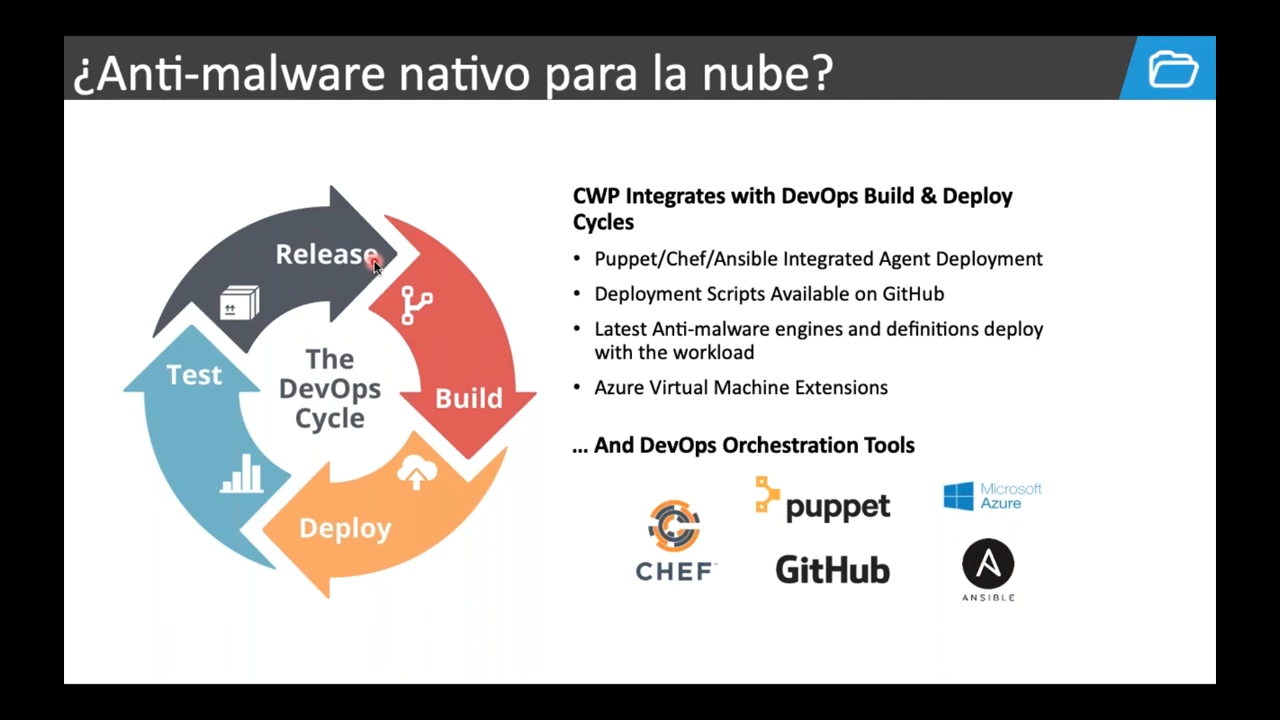 ¿Anti-malware nativo para la nube?
Release
Build
Deploy
Test
The
DevOps
Cycle
CWP Integrates with DevOps Build & Deploy
Cycles
• Puppet/Chef/Ansible Integrated Agent Deployment
• Deployment Scripts Available on GitHub
• Latest Anti-malware engines and definitions deploy
with the workload
• Azure Virtual Machine Extensions
... And DevOps Orchestration Tools
CHEF
puppet
GitHub
Microsoft
Azure
ANSIBLE